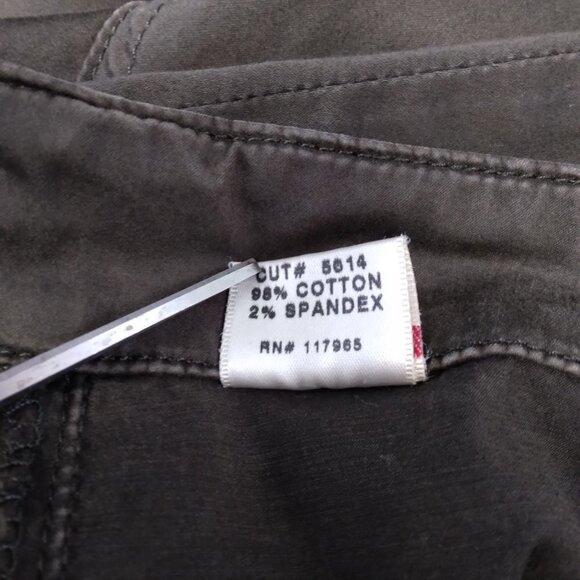 CUT# 5614
98% COTTON
2% SPANDEX
RN# 117965